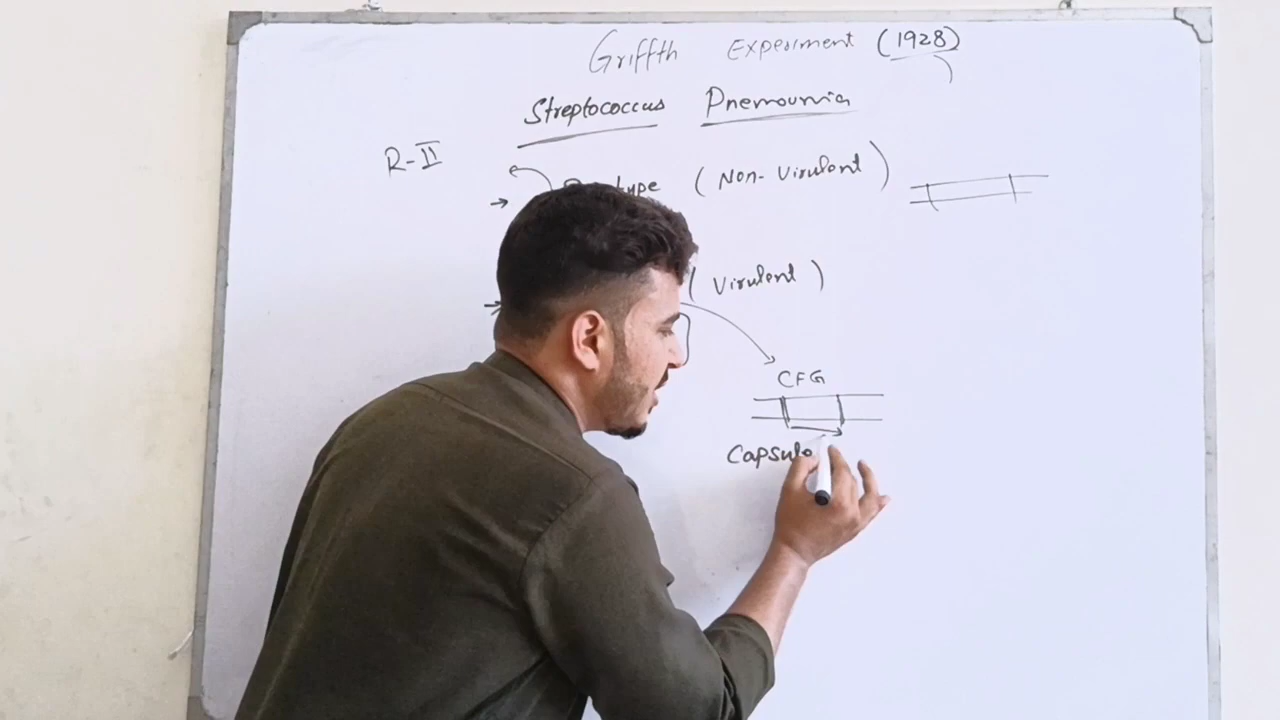 Griffth Experiment (1928)
Streptococcus Pnemounia
R-II
type (Non-Virulent)
(Virulent)
CFG
Capsule